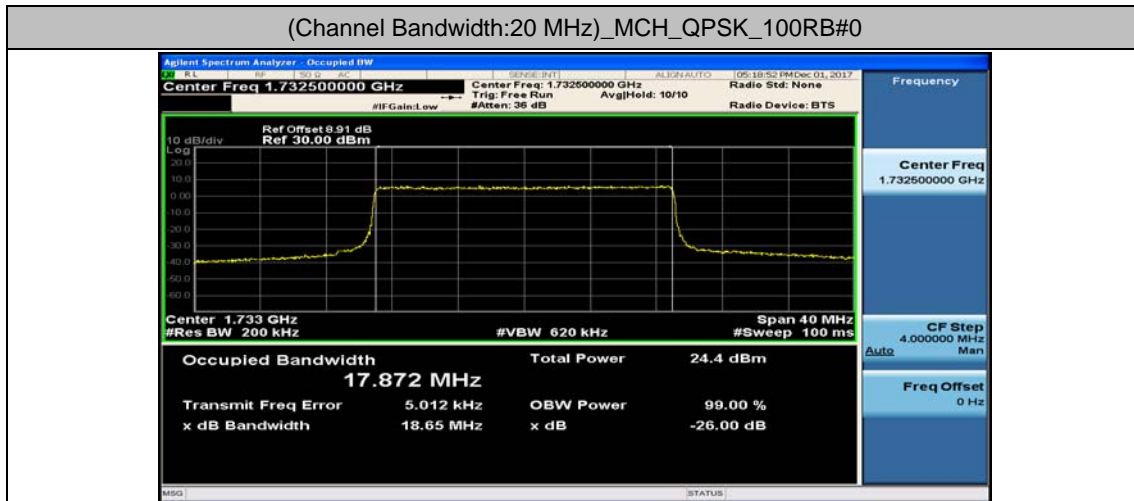 (Channel Bandwidth:20 MHz)_MCH_QPSK_100RB#0
Agilent Spectrum Analyzer - Occupied BW
RL RF 50 Ω AC SENSE:INT ALIGNAUTO 05:18:52 PM Dec 01, 2017
Center Freq 1.732500000 GHz
Center Freq: 1.732500000 GHz
Radio Std: None
Trig: Free Run Avg|Hold: 10/10
#IFGain:Low
#Atten: 36 dB
Radio Device: BTS
Ref Offset 8.91 dB
10 dB/div Ref 30.00 dBm
Log
20.0
10.0
0.00
-10.0
-20.0
-30.0
-40.0
-50.0
-60.0
Center 1.733 GHz Span 40 MHz
#Res BW 200 kHz #VBW 620 kHz #Sweep 100 ms
Occupied Bandwidth Total Power 24.4 dBm
17.872 MHz
Transmit Freq Error 5.012 kHz OBW Power 99.00 %
x dB Bandwidth 18.65 MHz x dB -26.00 dB
MSG STATUS
Frequency
Center Freq
1.732500000 GHz
CF Step
4.000000 MHz
Auto Man
Freq Offset
0 Hz